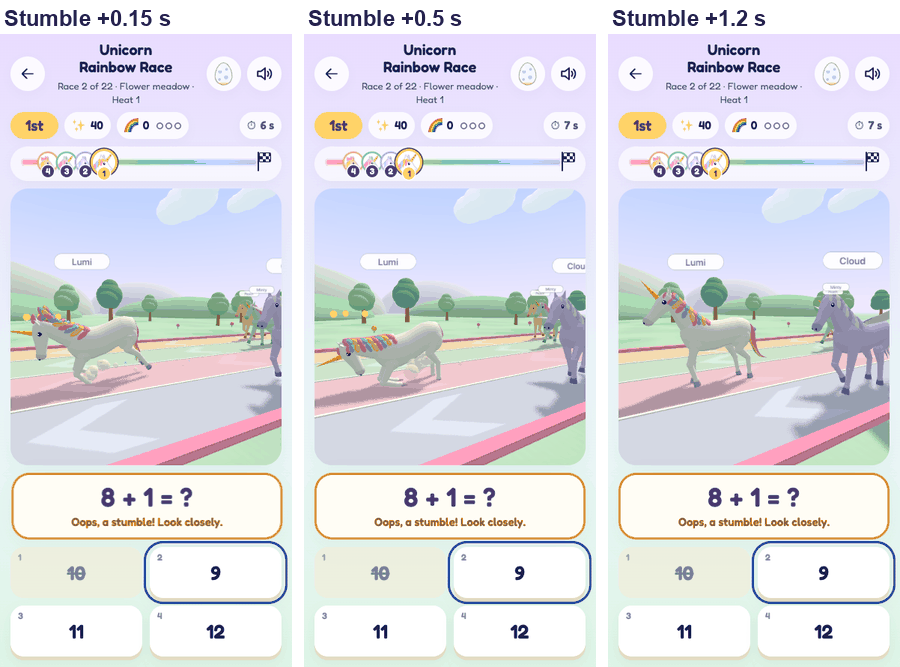 Stumble +0.15 s
Unicorn
Rainbow Race
Race 2 of 22 · Flower meadow ·
Heat 1
1st
40
0
6 s
4 3 2 1
Lumi
8 + 1 = ?
Oops, a stumble! Look closely.
1 10
2 9
3 11
4 12
Stumble +0.5 s
Unicorn
Rainbow Race
Race 2 of 22 · Flower meadow ·
Heat 1
1st
40
0
7 s
4 3 2 1
Lumi
Clou
8 + 1 = ?
Oops, a stumble! Look closely.
1 10
2 9
3 11
4 12
Stumble +1.2 s
Unicorn
Rainbow Race
Race 2 of 22 · Flower meadow ·
Heat 1
1st
40
0
7 s
4 3 2 1
Lumi
Cloud
8 + 1 = ?
Oops, a stumble! Look closely.
1 10
2 9
3 11
4 12